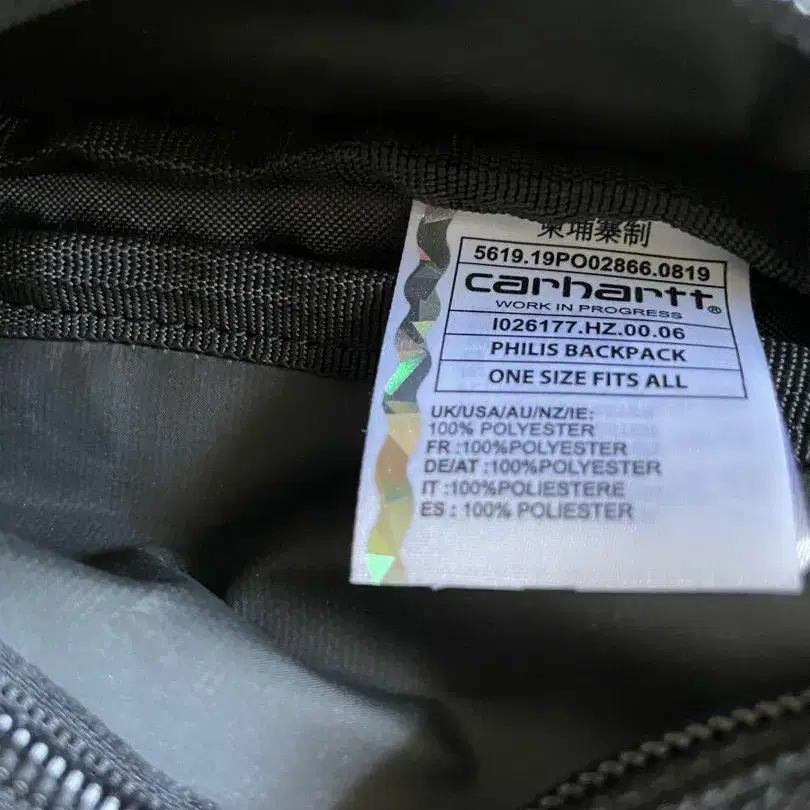 柬埔寨制
5619.19PO02866.0819
carhartt®
WORK IN PROGRESS
I026177.HZ.00.06
PHILIS BACKPACK
ONE SIZE FITS ALL
UK/USA/AU/NZ/IE:
100% POLYESTER
FR :100%POLYESTER
DE/AT :100%POLYESTER
IT :100%POLIESTERE
ES : 100% POLIESTER